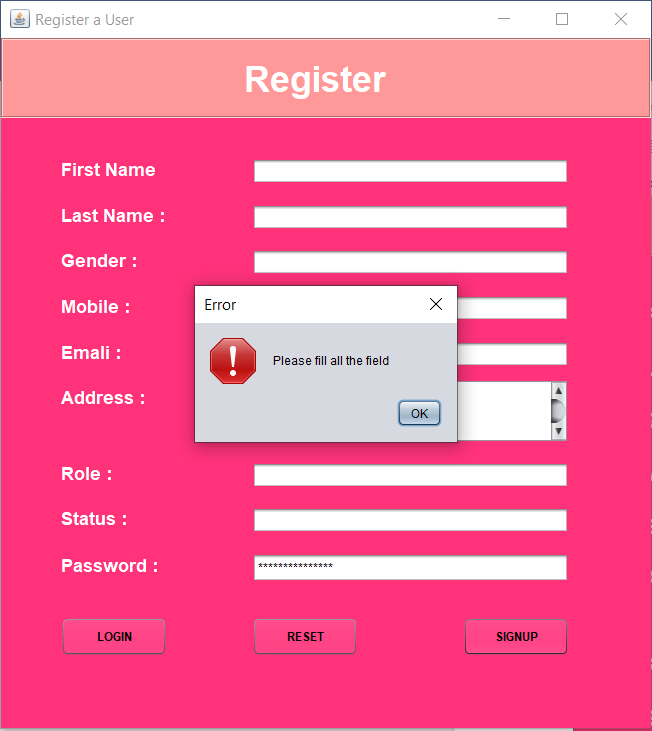 Register a User
Register
First Name
Last Name :
Gender :
Mobile :
Error
Emali :
Please fill all the field
Address :
OK
Role :
Status :
Password :
***************
LOGIN
RESET
SIGNUP